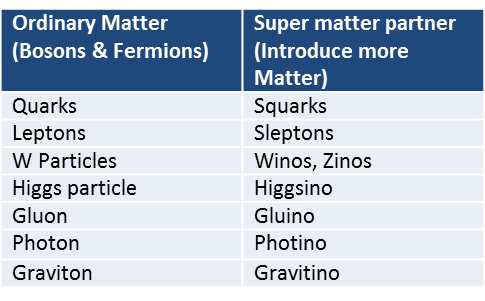 Ordinary Matter Super matter partner
(Bosons & Fermions) (Introduce more
Matter)
Quarks Squarks
Leptons Sleptons
W Particles Winos, Zinos
Higgs particle Higgsino
Gluon Gluino
Photon Photino
Graviton Gravitino